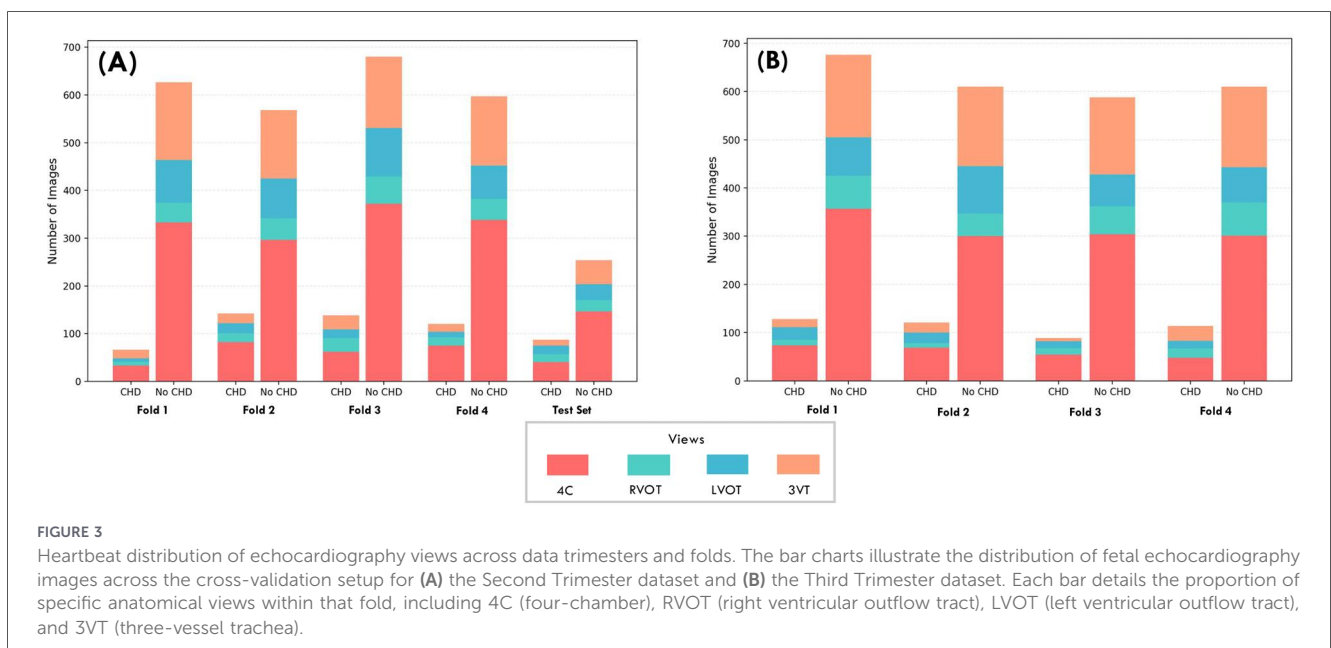 (A)
Number of Images
700
600
500
400
300
200
100
0
CHD No CHD CHD No CHD CHD No CHD CHD No CHD CHD No CHD
Fold 1 Fold 2 Fold 3 Fold 4 Test Set
(B)
Number of Images
700
600
500
400
300
200
100
0
CHD No CHD CHD No CHD CHD No CHD CHD No CHD
Fold 1 Fold 2 Fold 3 Fold 4
Views
4C RVOT LVOT 3VT
FIGURE 3
Heartbeat distribution of echocardiography views across data trimesters and folds. The bar charts illustrate the distribution of fetal echocardiography
images across the cross-validation setup for (A) the Second Trimester dataset and (B) the Third Trimester dataset. Each bar details the proportion of
specific anatomical views within that fold, including 4C (four-chamber), RVOT (right ventricular outflow tract), LVOT (left ventricular outflow tract),
and 3VT (three-vessel trachea).